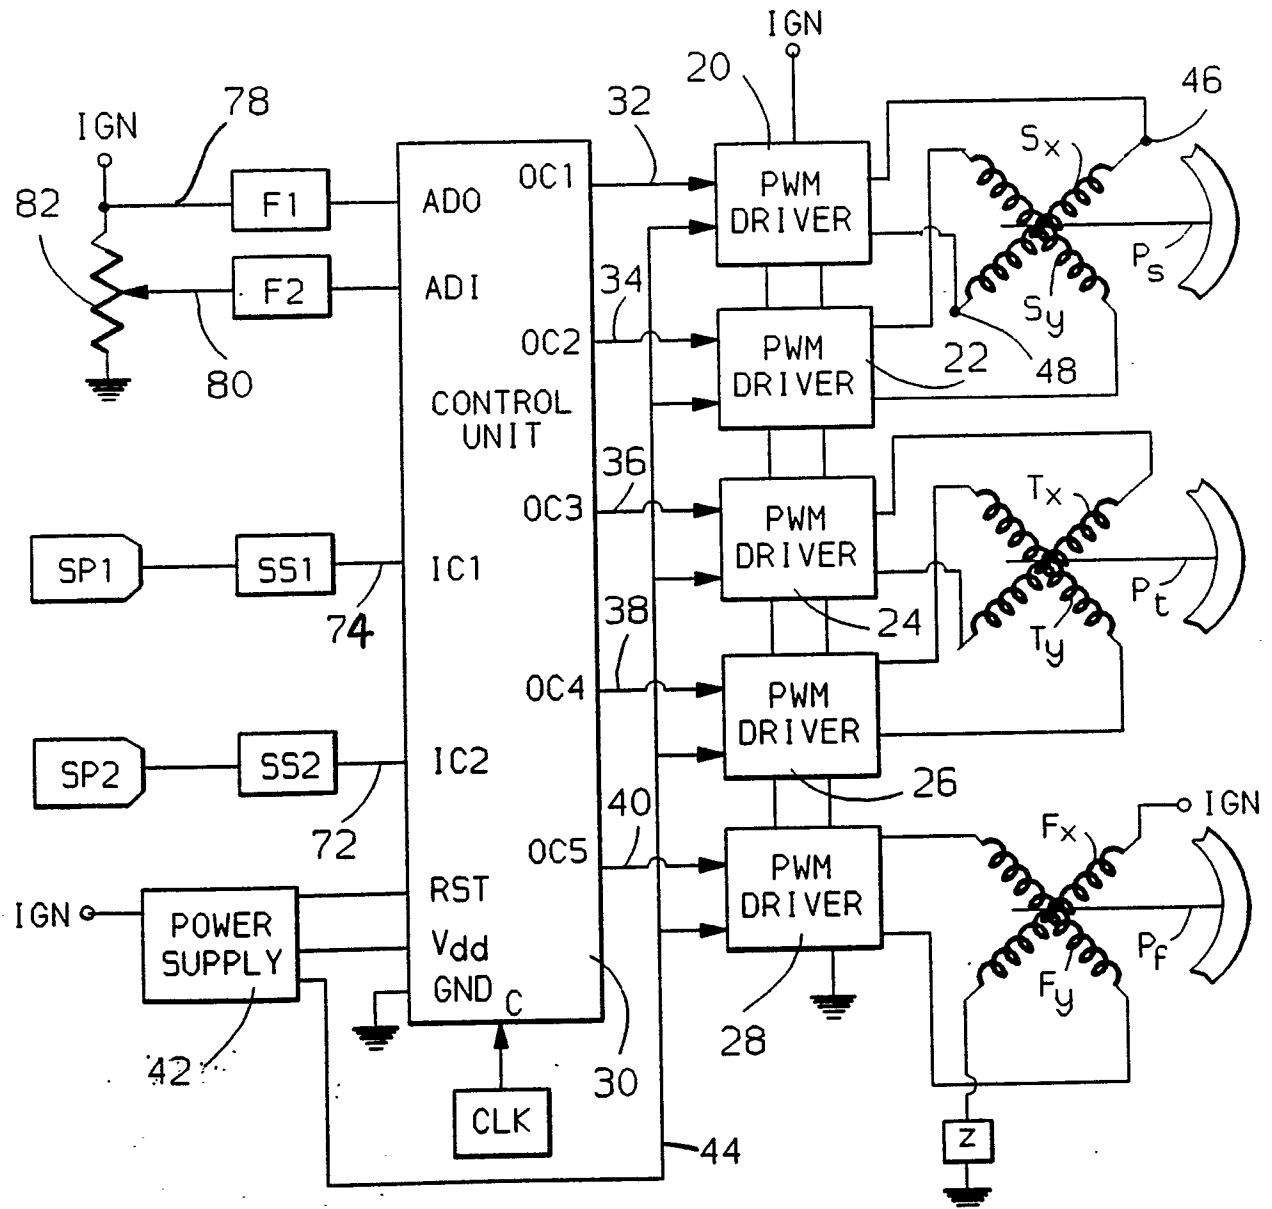 IGN
20
46
78
32
IGN
OC1
PWM
DRIVER
Sx
82
F1
ADO
Ps
F2
ADI
34
Sy
80
OC2
PWM
DRIVER
22
48
CONTROL
UNIT
36
OC3
PWM
DRIVER
Tx
SP1
SS1
IC1
Pt
74
24
Ty
38
OC4
PWM
DRIVER
SP2
SS2
IC2
26
40
IGN
72
OC5
Fx
PWM
DRIVER
RST
IGN
POWER
SUPPLY
Vdd
Pf
GND
C
Fy
28
42
30
CLK
44
Z